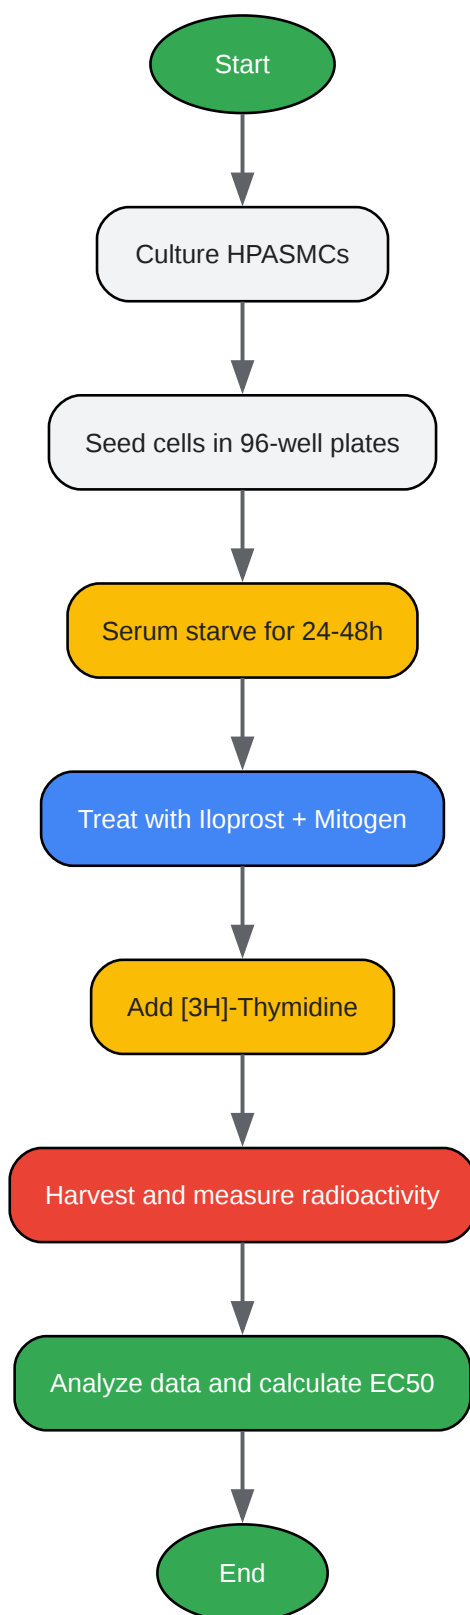 Start
Culture HPASMCs
Seed cells in 96-well plates
Serum starve for 24-48h
Treat with Iloprost + Mitogen
Add [3H]-Thymidine
Harvest and measure radioactivity
Analyze data and calculate EC50
End